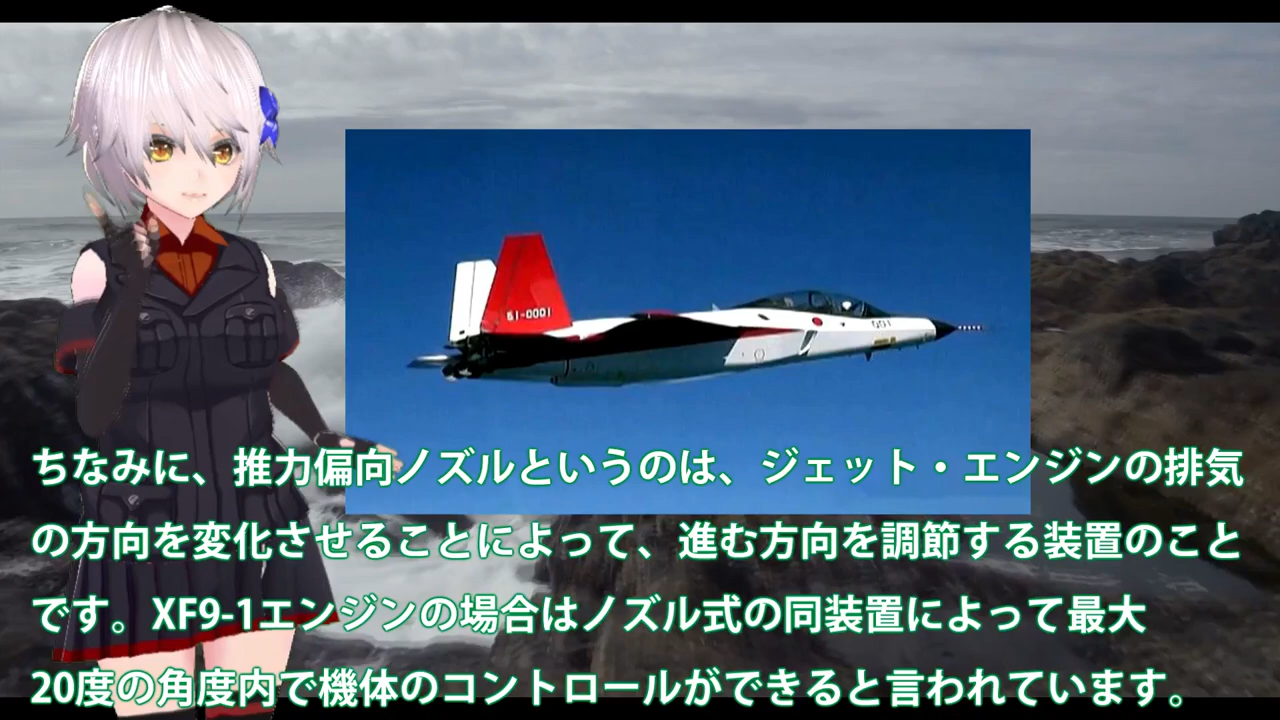 51-0001
001
ちなみに、推力偏向ノズルというのは、ジェット・エンジンの排気
の方向を変化させることによって、進む方向を調節する装置のこと
です。XF9-1エンジンの場合はノズル式の同装置によって最大
20度の角度内で機体のコントロールができると言われています。